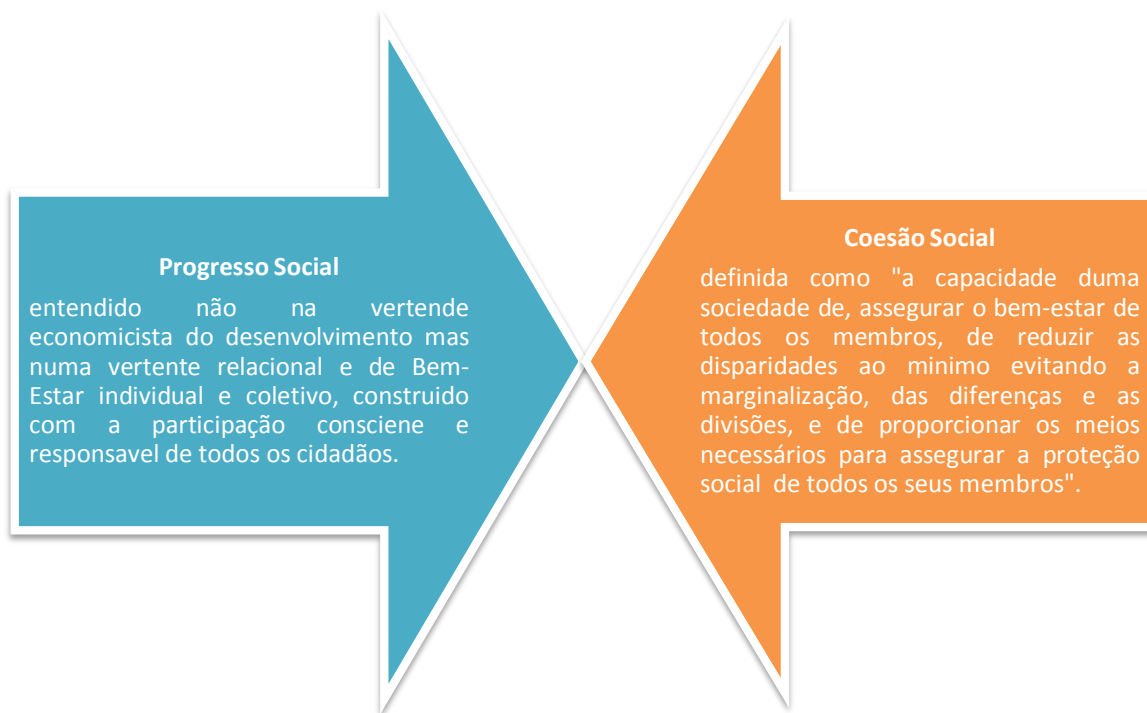 Progresso Social
entendido não na vertende
economicista do desenvolvimento mas
numa vertente relacional e de Bem-
Estar individual e coletivo, construido
com a participação consciene e
responsavel de todos os cidadãos.
Coesão Social
definida como "a capacidade duma
sociedade de, assegurar o bem-estar de
todos os membros, de reduzir as
disparidades ao minimo evitando a
marginalização, das diferenças e as
divisões, e de proporcionar os meios
necessários para assegurar a proteção
social de todos os seus membros".